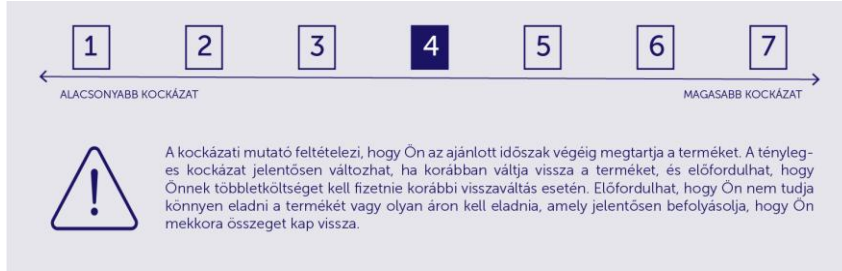 1 2 3 4 5 6 7
ALACSONYABB KOCKÁZAT MAGASABB KOCKÁZAT
A kockázati mutató feltételezi, hogy Ön az ajánlott időszak végéig megtartja a terméket. A tényleg-
es kockázat jelentősen változhat, ha korábban váltja vissza a terméket, és előfordulhat, hogy
Önnek többletköltséget kell fizetnie korábbi visszaváltás esetén. Előfordulhat, hogy Ön nem tudja
könnyen eladni a termékét vagy olyan áron kell eladnia, amely jelentősen befolyásolja, hogy Ön
mekkora összeget kap vissza.